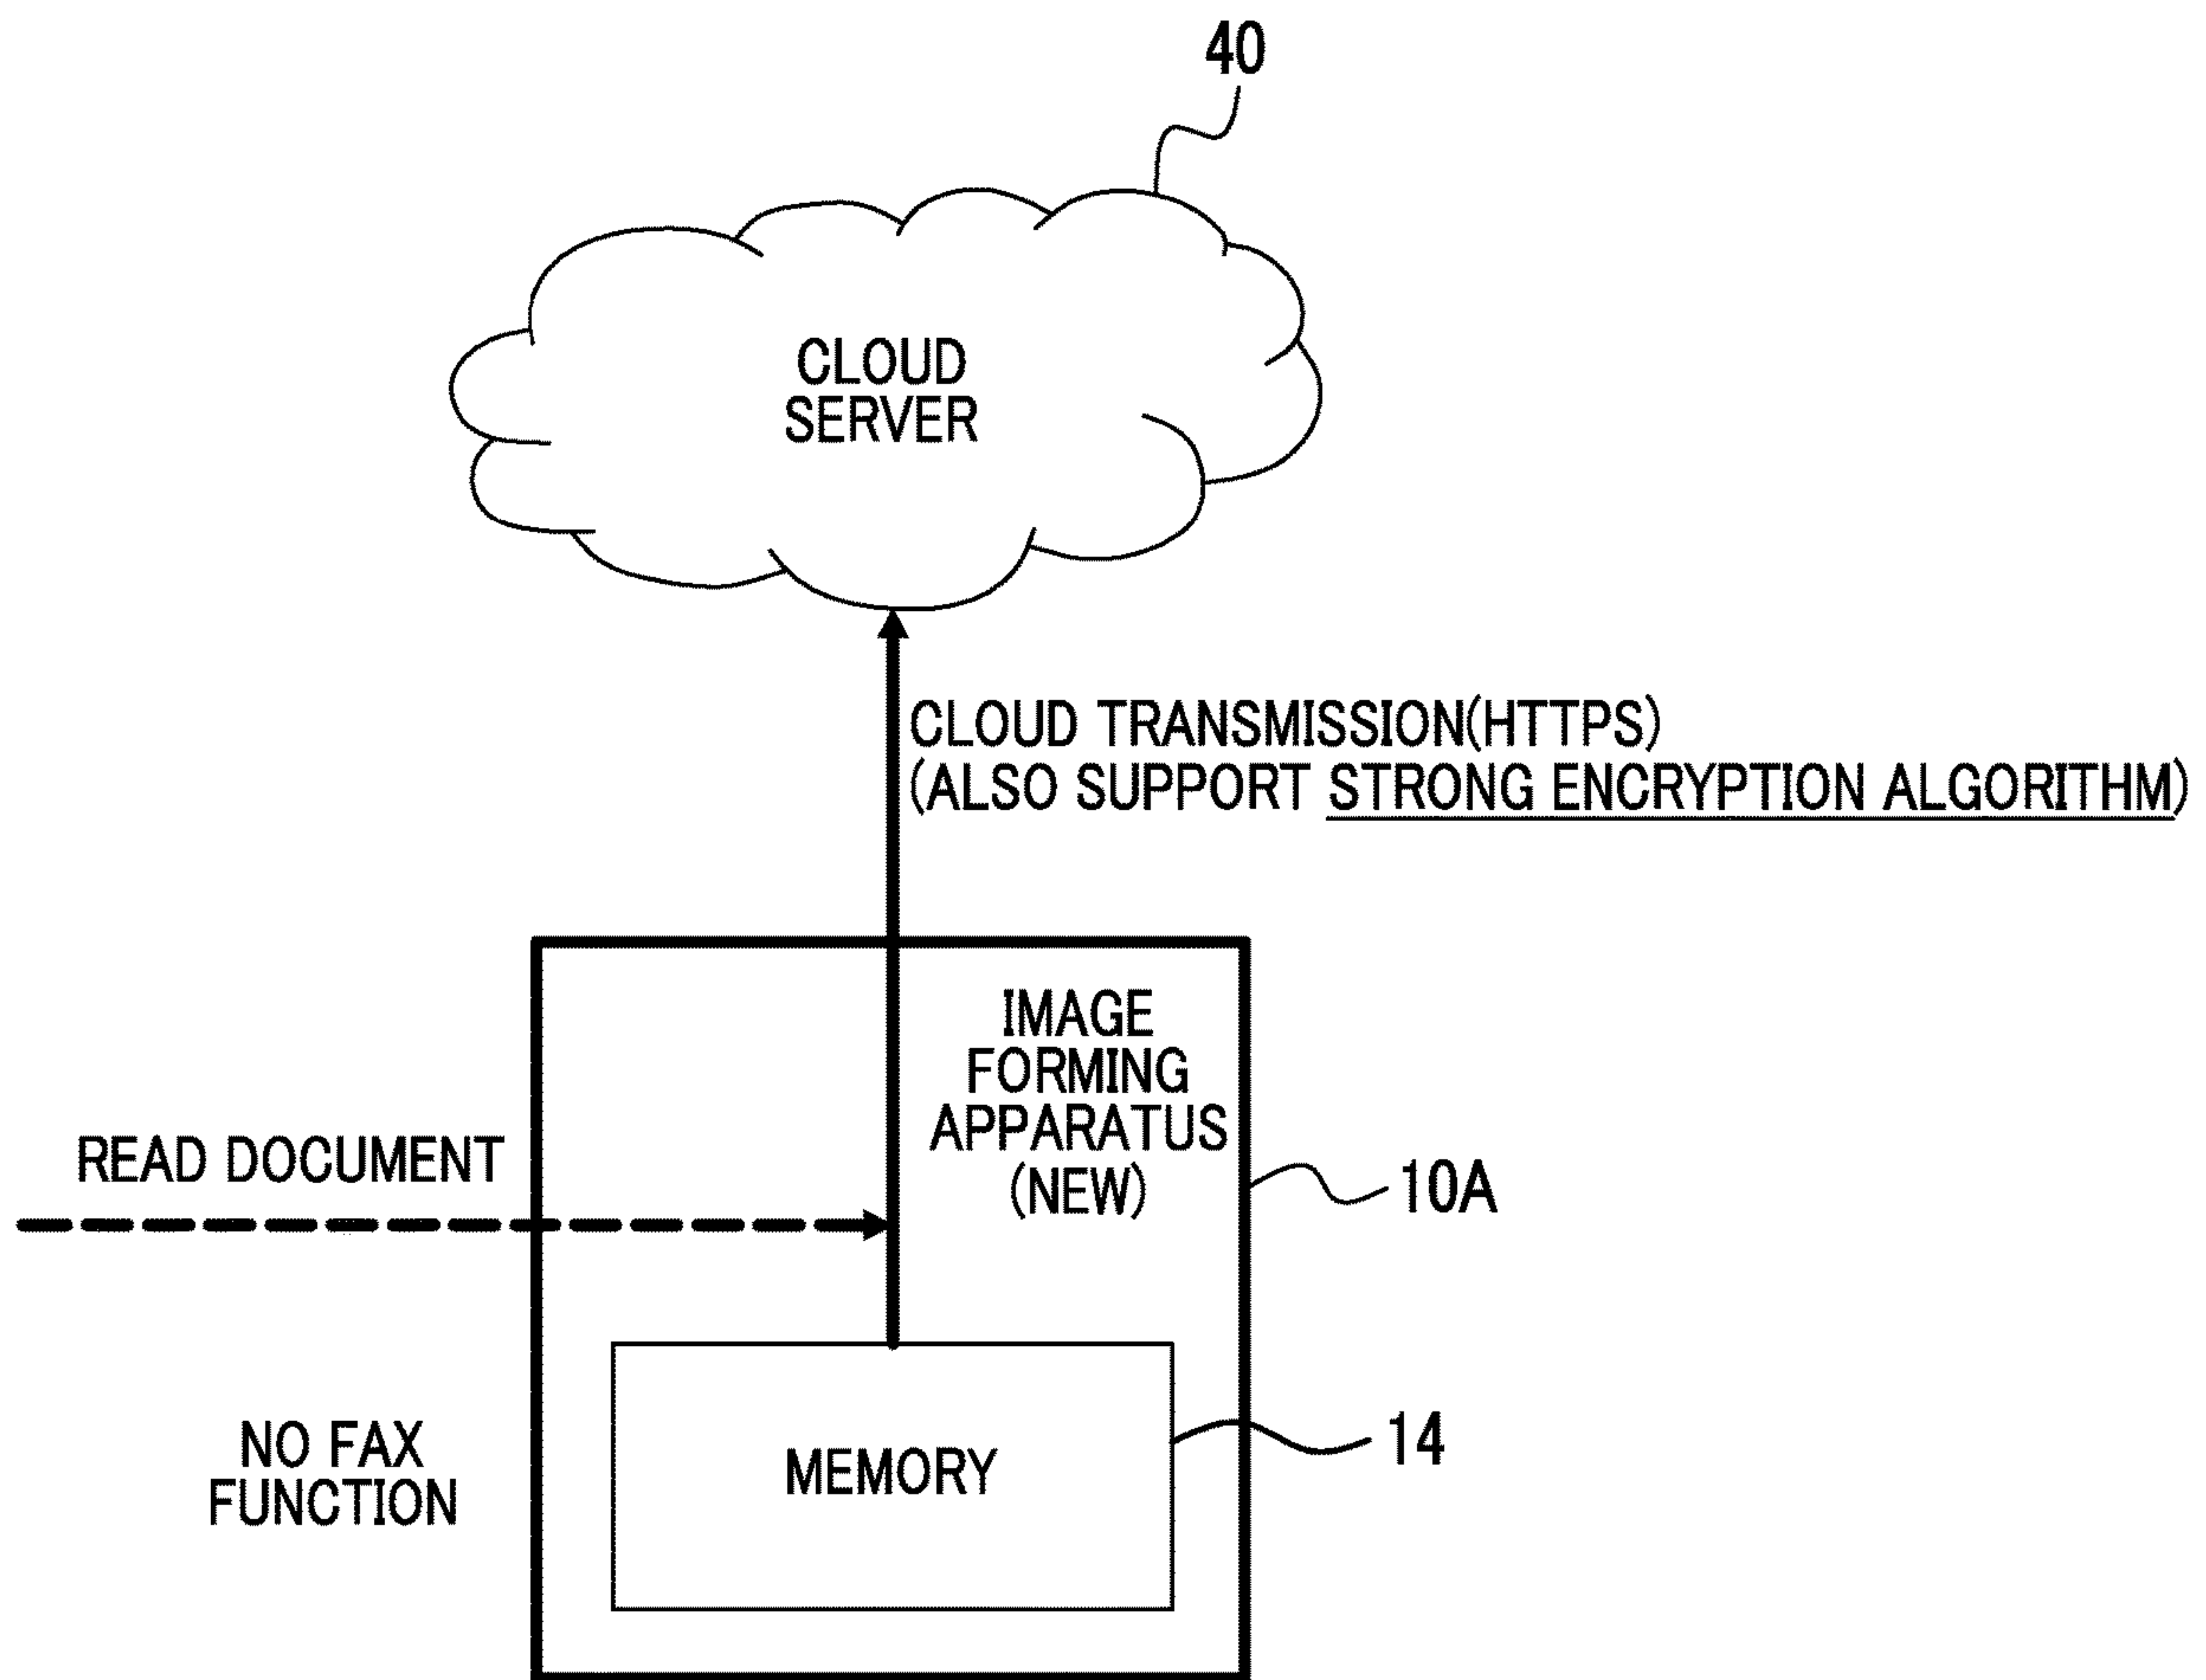 40
CLOUD
SERVER
CLOUD TRANSMISSION(HTTPS)
(ALSO SUPPORT STRONG ENCRYPTION ALGORITHM)
IMAGE
FORMING
APPARATUS
(NEW)
READ DOCUMENT
10A
NO FAX
FUNCTION
MEMORY
14